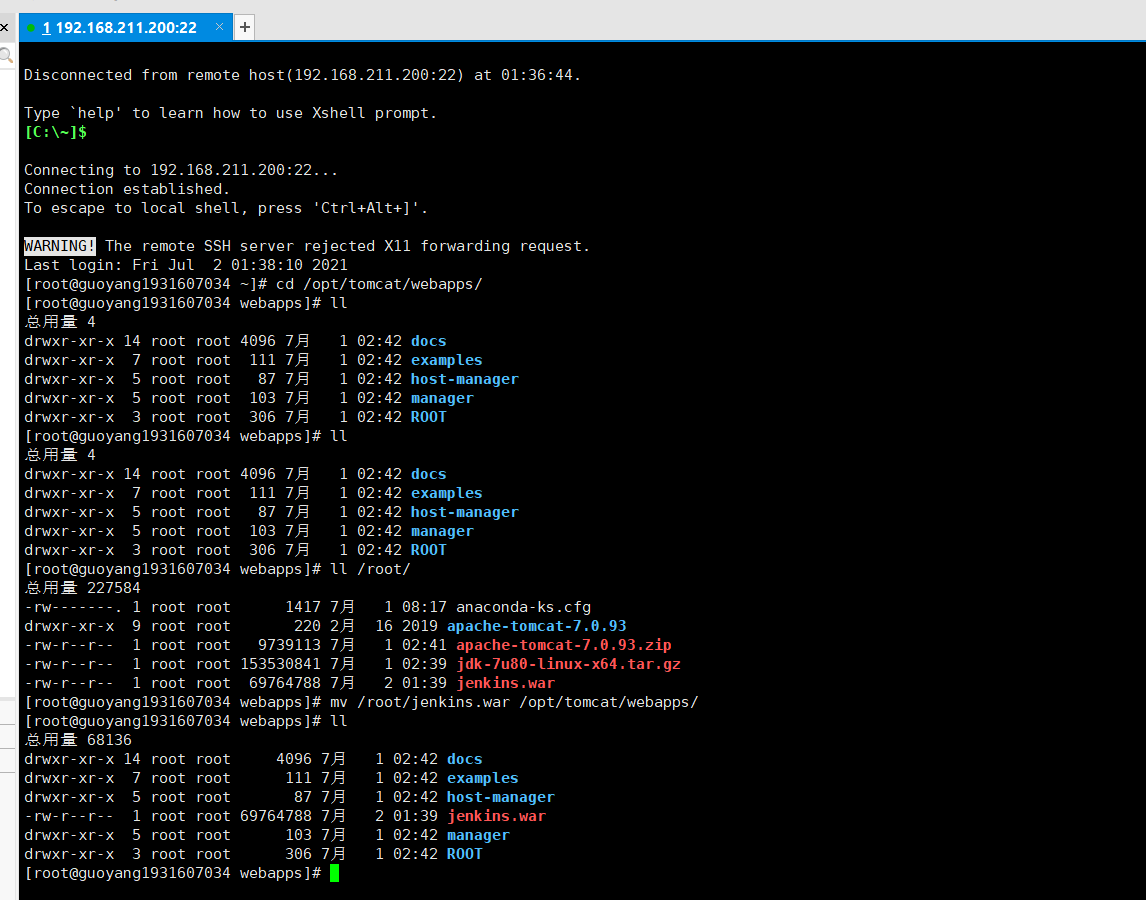 1 192.168.211.200:22 × +
Disconnected from remote host(192.168.211.200:22) at 01:36:44.
Type `help' to learn how to use Xshell prompt.
[C:\~]$
Connecting to 192.168.211.200:22...
Connection established.
To escape to local shell, press 'Ctrl+Alt+]'.
WARNING! The remote SSH server rejected X11 forwarding request.
Last login: Fri Jul  2 01:38:10 2021
[root@guoyang1931607034 ~]# cd /opt/tomcat/webapps/
[root@guoyang1931607034 webapps]# ll
总用量 4
drwxr-xr-x 14 root root 4096 7月   1 02:42 docs
drwxr-xr-x  7 root root  111 7月   1 02:42 examples
drwxr-xr-x  5 root root   87 7月   1 02:42 host-manager
drwxr-xr-x  5 root root  103 7月   1 02:42 manager
drwxr-xr-x  3 root root  306 7月   1 02:42 ROOT
[root@guoyang1931607034 webapps]# ll
总用量 4
drwxr-xr-x 14 root root 4096 7月   1 02:42 docs
drwxr-xr-x  7 root root  111 7月   1 02:42 examples
drwxr-xr-x  5 root root   87 7月   1 02:42 host-manager
drwxr-xr-x  5 root root  103 7月   1 02:42 manager
drwxr-xr-x  3 root root  306 7月   1 02:42 ROOT
[root@guoyang1931607034 webapps]# ll /root/
总用量 227584
-rw-------. 1 root root      1417 7月   1 08:17 anaconda-ks.cfg
drwxr-xr-x  9 root root       220 2月  16 2019 apache-tomcat-7.0.93
-rw-r--r--  1 root root   9739113 7月   1 02:41 apache-tomcat-7.0.93.zip
-rw-r--r--  1 root root 153530841 7月   1 02:39 jdk-7u80-linux-x64.tar.gz
-rw-r--r--  1 root root  69764788 7月   2 01:39 jenkins.war
[root@guoyang1931607034 webapps]# mv /root/jenkins.war /opt/tomcat/webapps/
[root@guoyang1931607034 webapps]# ll
总用量 68136
drwxr-xr-x 14 root root     4096 7月   1 02:42 docs
drwxr-xr-x  7 root root      111 7月   1 02:42 examples
drwxr-xr-x  5 root root       87 7月   1 02:42 host-manager
-rw-r--r--  1 root root 69764788 7月   2 01:39 jenkins.war
drwxr-xr-x  5 root root      103 7月   1 02:42 manager
drwxr-xr-x  3 root root      306 7月   1 02:42 ROOT
[root@guoyang1931607034 webapps]#